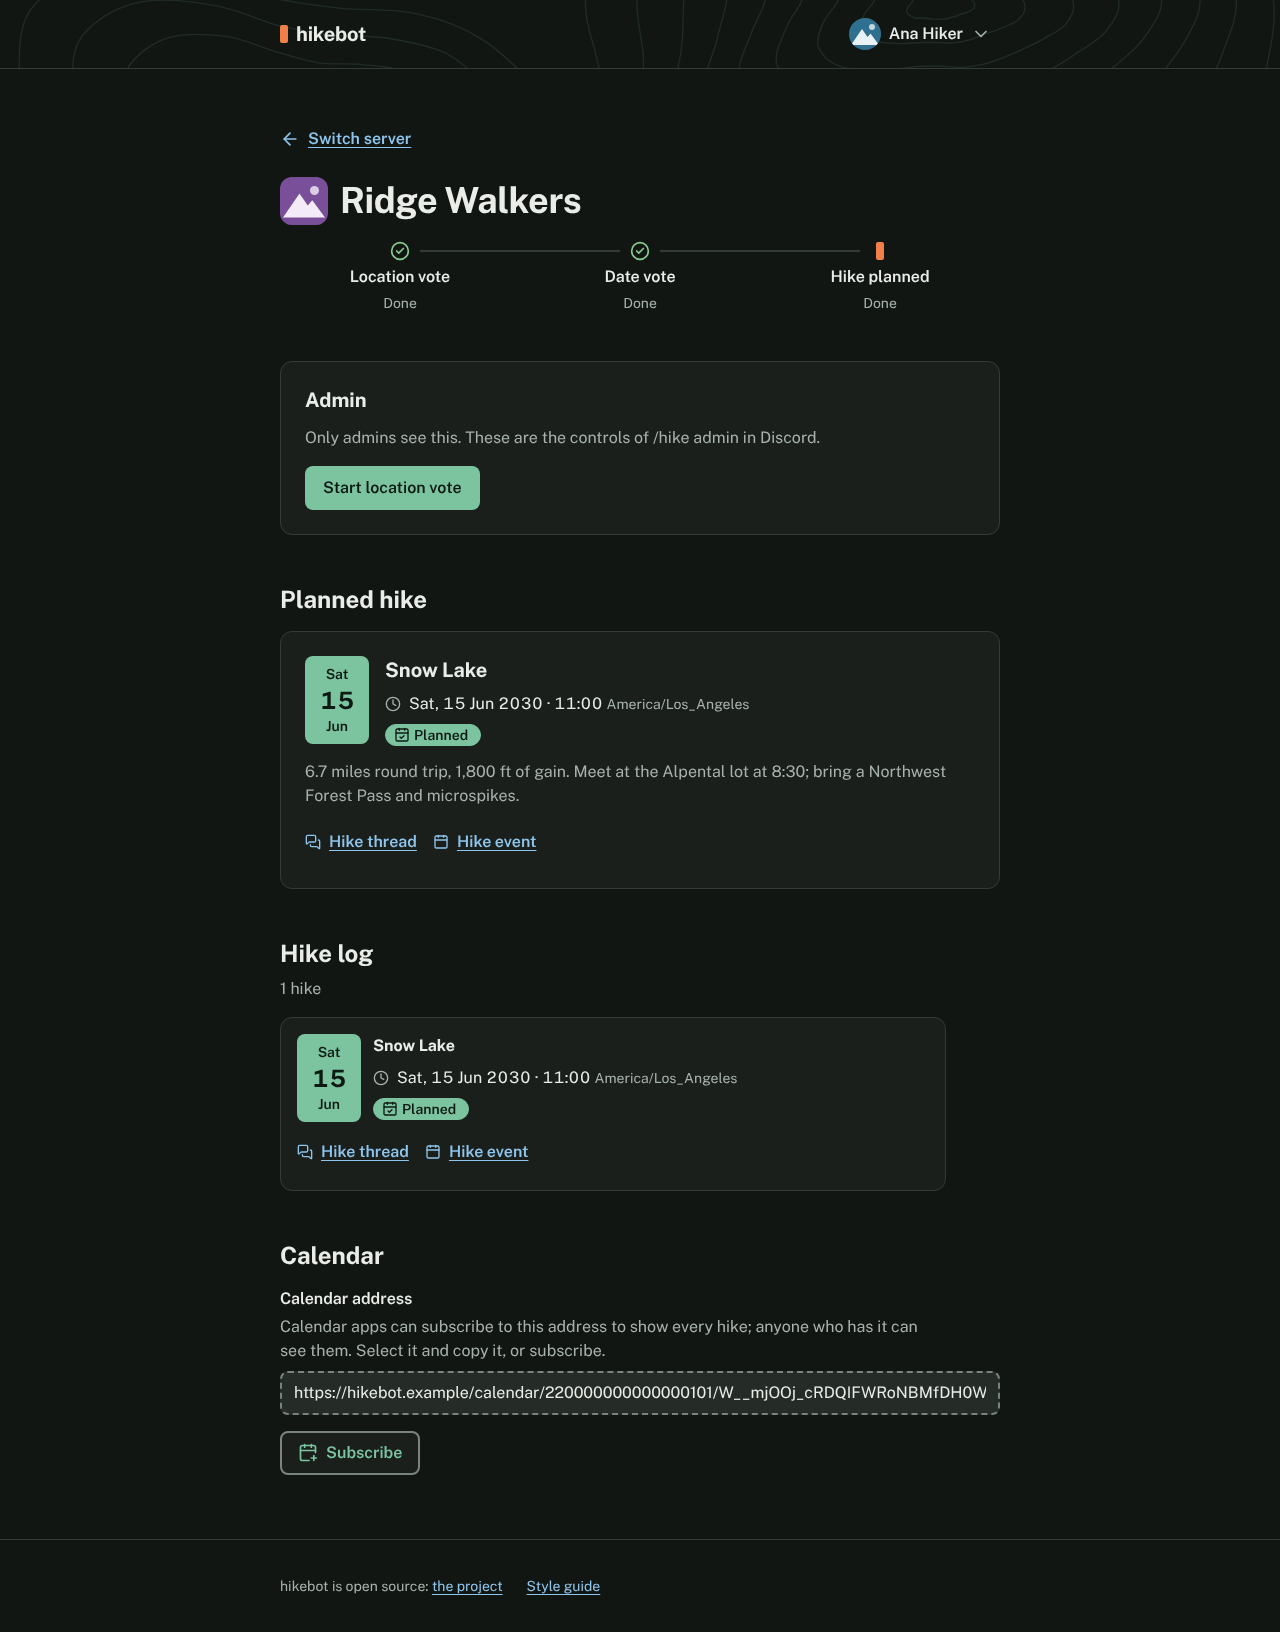 hikebot
Ana Hiker
Switch server
Ridge Walkers
Location vote
Date vote
Hike planned
Done
Done
Done
Admin
Only admins see this. These are the controls of /hike admin in Discord.
Start location vote
Planned hike
Sat
15
Jun
Snow Lake
Sat, 15 Jun 2030 · 11:00 America/Los_Angeles
Planned
6.7 miles round trip, 1,800 ft of gain. Meet at the Alpental lot at 8:30; bring a Northwest
Forest Pass and microspikes.
Hike thread
Hike event
Hike log
1 hike
Sat
15
Jun
Snow Lake
Sat, 15 Jun 2030 · 11:00 America/Los_Angeles
Planned
Hike thread
Hike event
Calendar
Calendar address
Calendar apps can subscribe to this address to show every hike; anyone who has it can
see them. Select it and copy it, or subscribe.
https://hikebot.example/calendar/220000000000000101/W__mjOOj_cRDQIFWRoNBMfDH0W
Subscribe
hikebot is open source: the project
Style guide